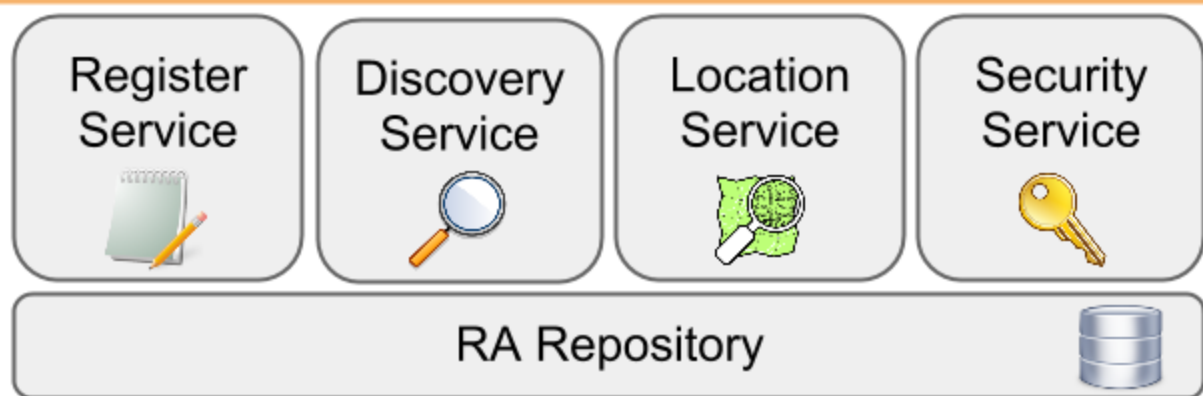 Register
Service
Discovery
Service
Location
Service
Security
Service
RA Repository